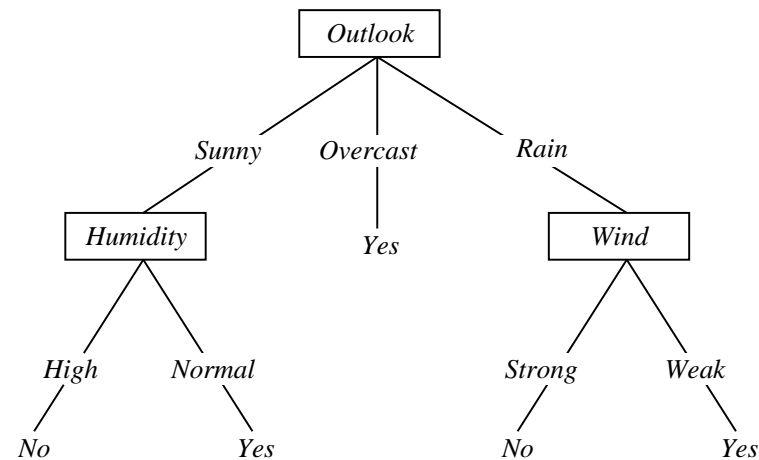 Outlook
Sunny Overcast Rain
Humidity Yes Wind
High Normal Strong Weak
No Yes No Yes